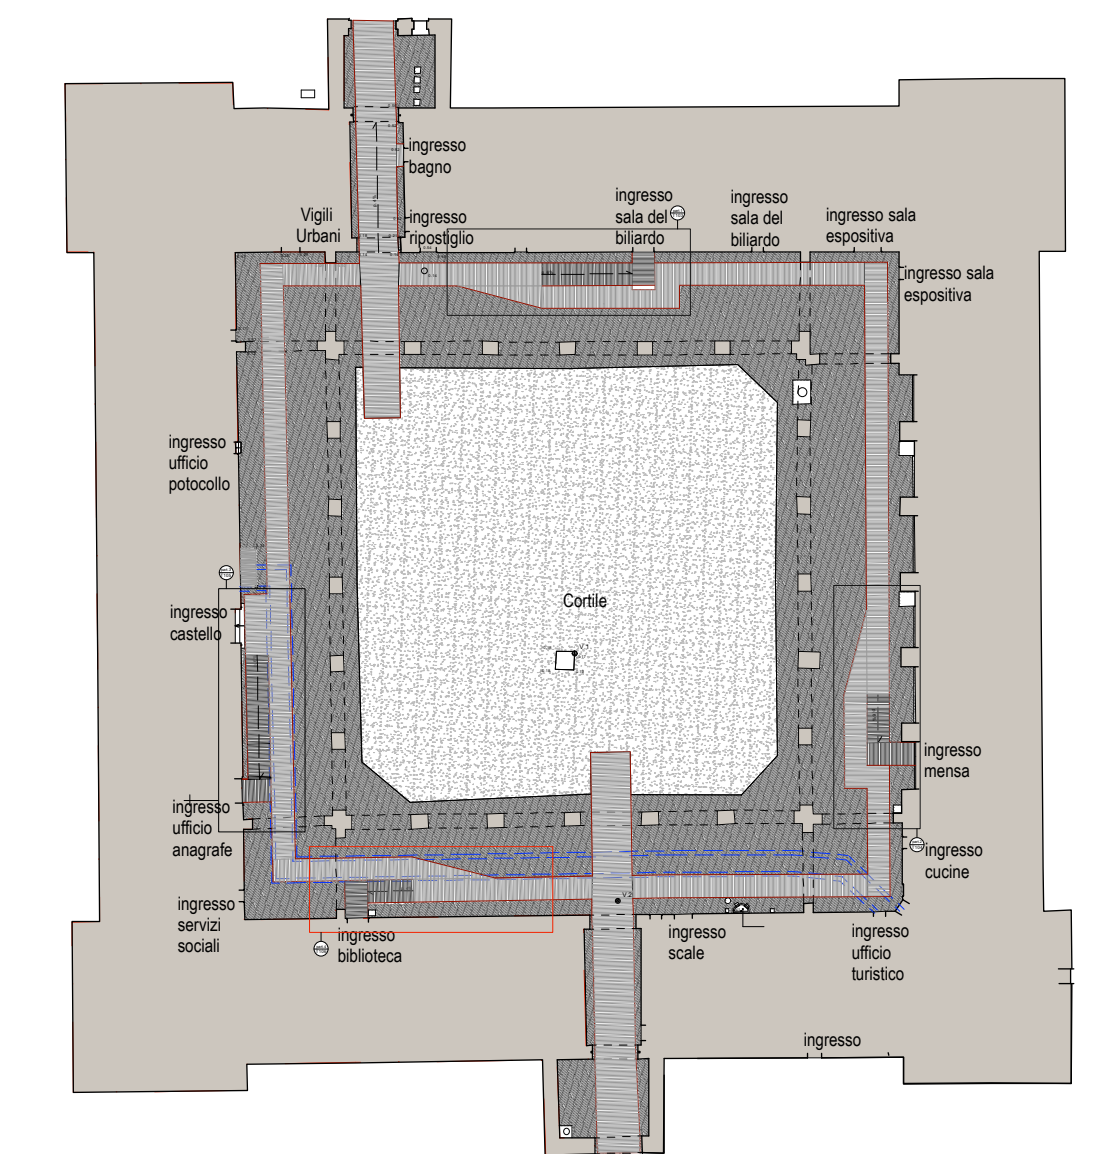 ingresso
bagno
Vigili
Urbani
ingresso
ripostiglio
ingresso
sala del
biliardo
ingresso
sala del
biliardo
ingresso sala
espositiva
ingresso sala
espositiva
ingresso
ufficio
potocollo
ingresso
castello
Cortile
V.1
ingresso
mensa
ingresso
ufficio
anagrafe
ingresso
cucine
ingresso
servizi
sociali
V.2
ingresso
biblioteca
ingresso
scale
ingresso
ufficio
turistico
ingresso